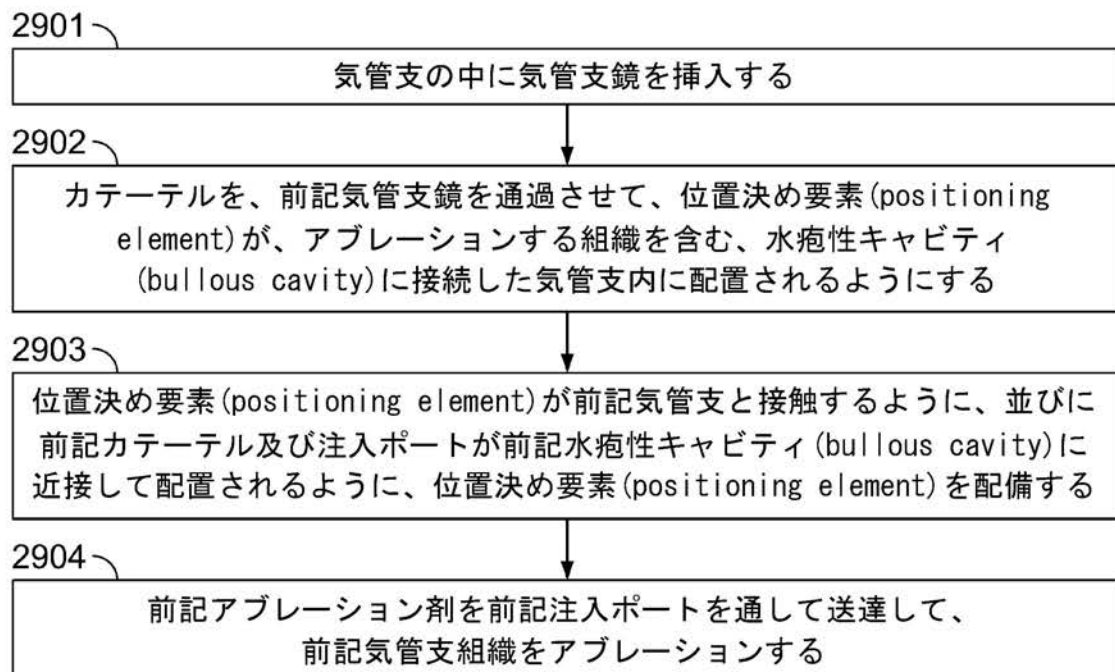 2901
気管支の中に気管支鏡を挿入する
2902
カテーテルを、前記気管支鏡を通過させて、位置決め要素(positioning
element)が、アブレーションする組織を含む、水疱性キャビティ
(bullous cavity)に接続した気管支内に配置されるようにする
2903
位置決め要素(positioning element)が前記気管支と接触するように、並びに
前記カテーテル及び注入ポートが前記水疱性キャビティ(bullous cavity)に
近接して配置されるように、位置決め要素(positioning element)を配備する
2904
前記アブレーション剤を前記注入ポートを通して送達して、
前記気管支組織をアブレーションする